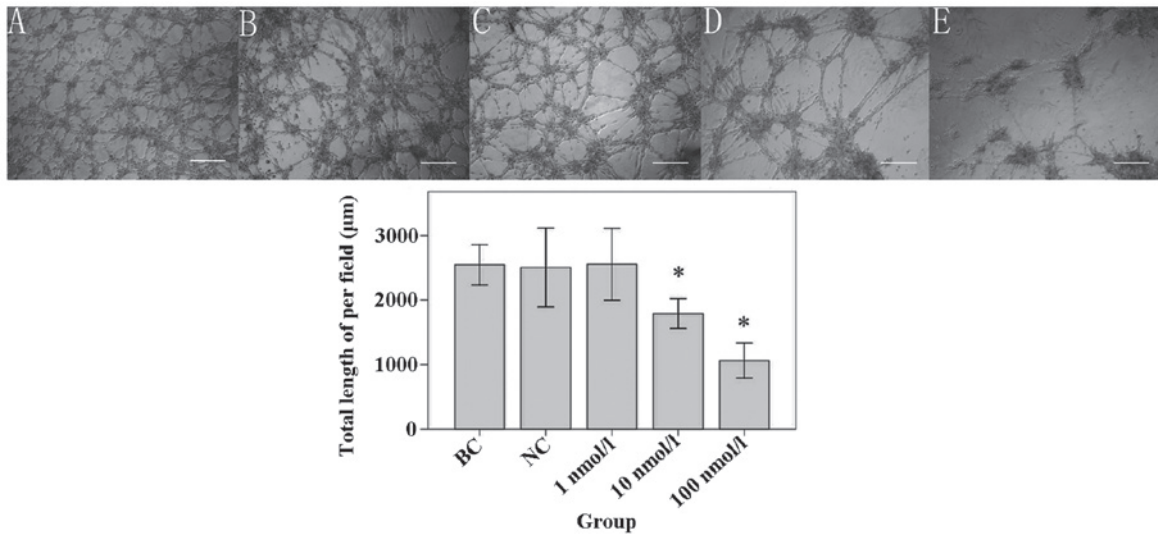 A B C D E
Total length of per field (µm)
3000
2000
1000
0
*
*
BC
NC
1 nmol/l
10 nmol/l
100 nmol/l
Group